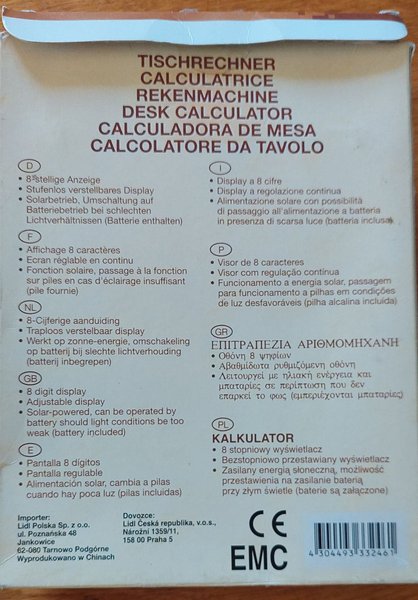 TISCHRECHNER
CALCULATRICE
REKENMACHINE
DESK CALCULATOR
CALCULADORA DE MESA
CALCOLATORE DA TAVOLO
D
• 8-stellige Anzeige
• Stufenlos verstellbares Display
• Solarbetrieb, Umschaltung auf
Batteriebetrieb bei schlechten
Lichtverhältnissen (Batterie enthalten)
F
• Affichage 8 caractères
• Ecran réglable en continu
• Fonction solaire, passage à la fonction
sur piles en cas d'éclairage insuffisant
(pile fournie)
NL
• 8-Cijferige aanduiding
• Traploos verstelbaar display
• Werkt op zonne-energie, omschakeling
op batterij bij slechte lichtverhouding
(batterij inbegrepen)
GB
• 8 digit display
• Adjustable display
• Solar-powered, can be operated by
battery should light conditions be too
weak (battery included)
E
• Pantalla 8 digitos
• Pantalla regulable
• Alimentación solar, cambia a pilas
cuando hay poca luz (pilas incluidas)
I
• Display a 8 cifre
• Display a regolazione continua
• Alimentazione solare con possibilità
di passaggio all'alimentazione a batteria
in presenza di scarsa luce (batteria inclusa)
P
• Visor de 8 caracteres
• Visor com regulação contínua
• Funcionamento a energia solar, passagem
para funcionamento a pilhas em condições
de luz desfavoráveis (pilha alcalina incluida)
GR
ΕΠΙΤΡΑΠΕΖΙΑ ΑΡΙΘΜΟΜΗΧΑΝΗ
• Οθόνη 8 ψηφίων
• Αβαθμίδωτα ρυθμιζόμενη οθόνη
• Λειτουργεί με ηλιακή ενέργεια και
μπαταρίες σε περίπτωση που δεν
επαρκεί το φως (εμπεριέχονται μπαταρίες)
PL
KALKULATOR
• 8 stopniowy wyświetlacz
• Bezstopniowo przestawiany wyświetlacz
• Zasilany energią słoneczną, możliwość
przestawienia na zasilanie baterią
przy złym świetle (baterie są załączone)
Importer:
Lidl Polska Sp. z o.o.
ul. Poznańska 48
Jankowice
62-080 Tarnowo Podgórne
Wyprodukowano w Chinach
Dovozce:
Lidl Česká republika, v.o.s.,
Nárožní 1359/11,
158 00 Praha 5
CE
EMC
4 304493 332461